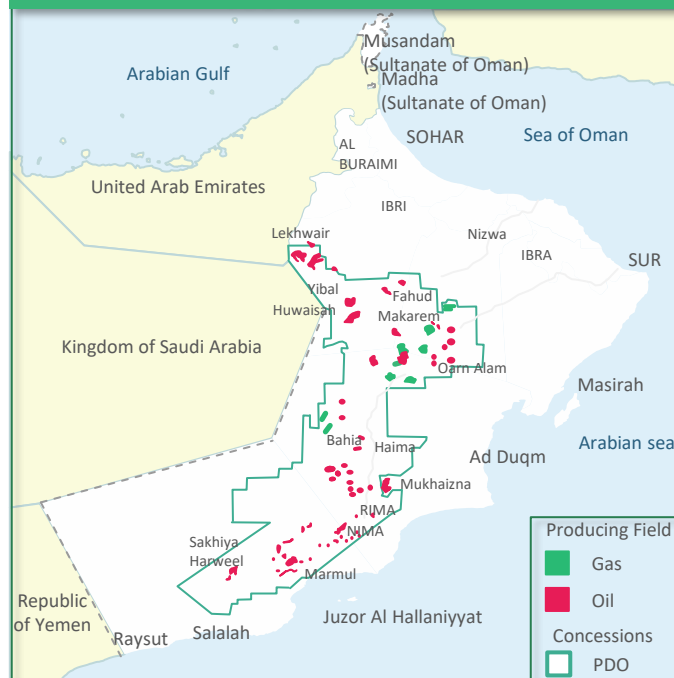 Musandam
(Sultanate of Oman)
Arabian Gulf
Madha
(Sultanate of Oman)
SOHAR
Sea of Oman
AL
BURAIMI
United Arab Emirates
IBRI
Lekhwair
Nizwa
IBRA
SUR
Yibal
Fahud
Huwaisah
Makarem
Kingdom of Saudi Arabia
Oarn Alam
Masirah
Bahia
Haima
Arabian sea
Ad Duqm
Mukhaizna
RIMA
NIMA
Sakhiya
Harweel
Marmul
Republic
of Yemen
Juzor Al Hallaniyyat
Salalah
Raysut
Producing Field
Gas
Oil
Concessions
PDO